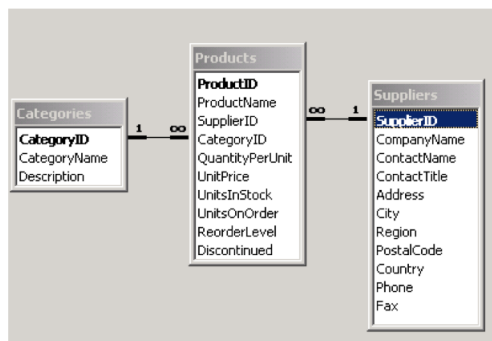 Categories
CategoryID
CategoryName
Description
1
∞
Products
ProductID
ProductName
SupplierID
CategoryID
QuantityPerUnit
UnitPrice
UnitsInStock
UnitsOnOrder
ReorderLevel
Discontinued
∞
1
Suppliers
SupplierID
CompanyName
ContactName
ContactTitle
Address
City
Region
PostalCode
Country
Phone
Fax